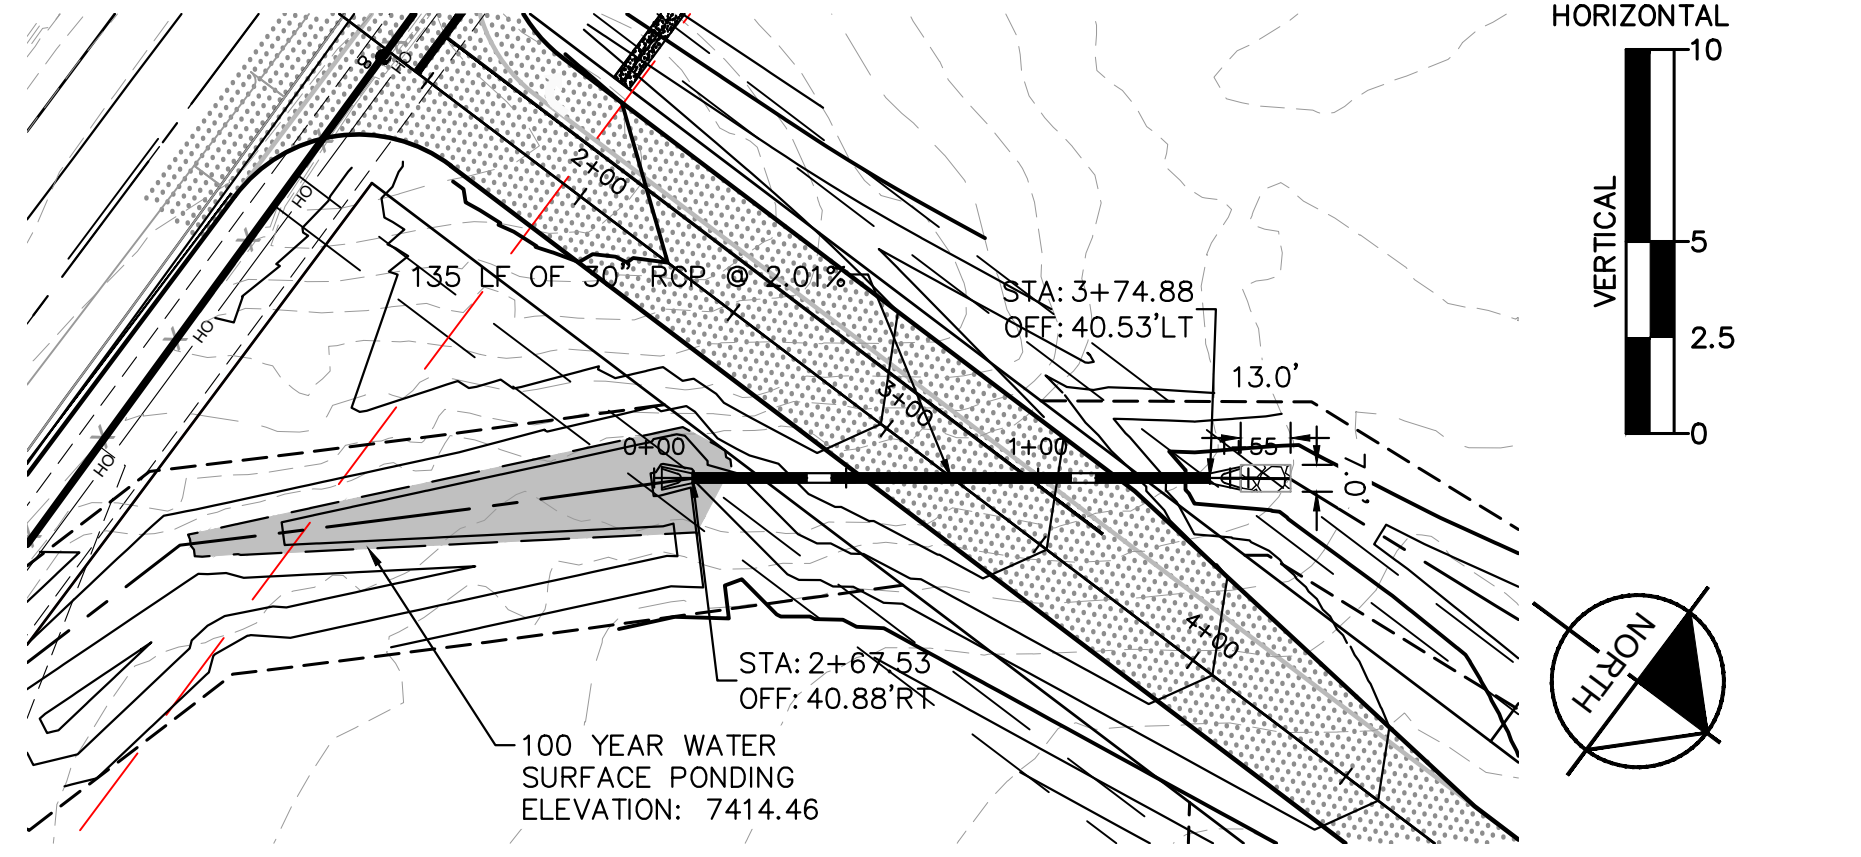 HORIZONTAL
10
5
2.5
0
VERTICAL
NORTH
8
HO
HO
HO
HO
2+00
135 LF OF 30" RCP @ 2.01%
STA: 3+74.88
OFF: 40.53'LT
13.0'
3+00
0+00
1+00
7.0'
4+00
STA: 2+67.53
OFF: 40.88'RT
100 YEAR WATER
SURFACE PONDING
ELEVATION: 7414.46